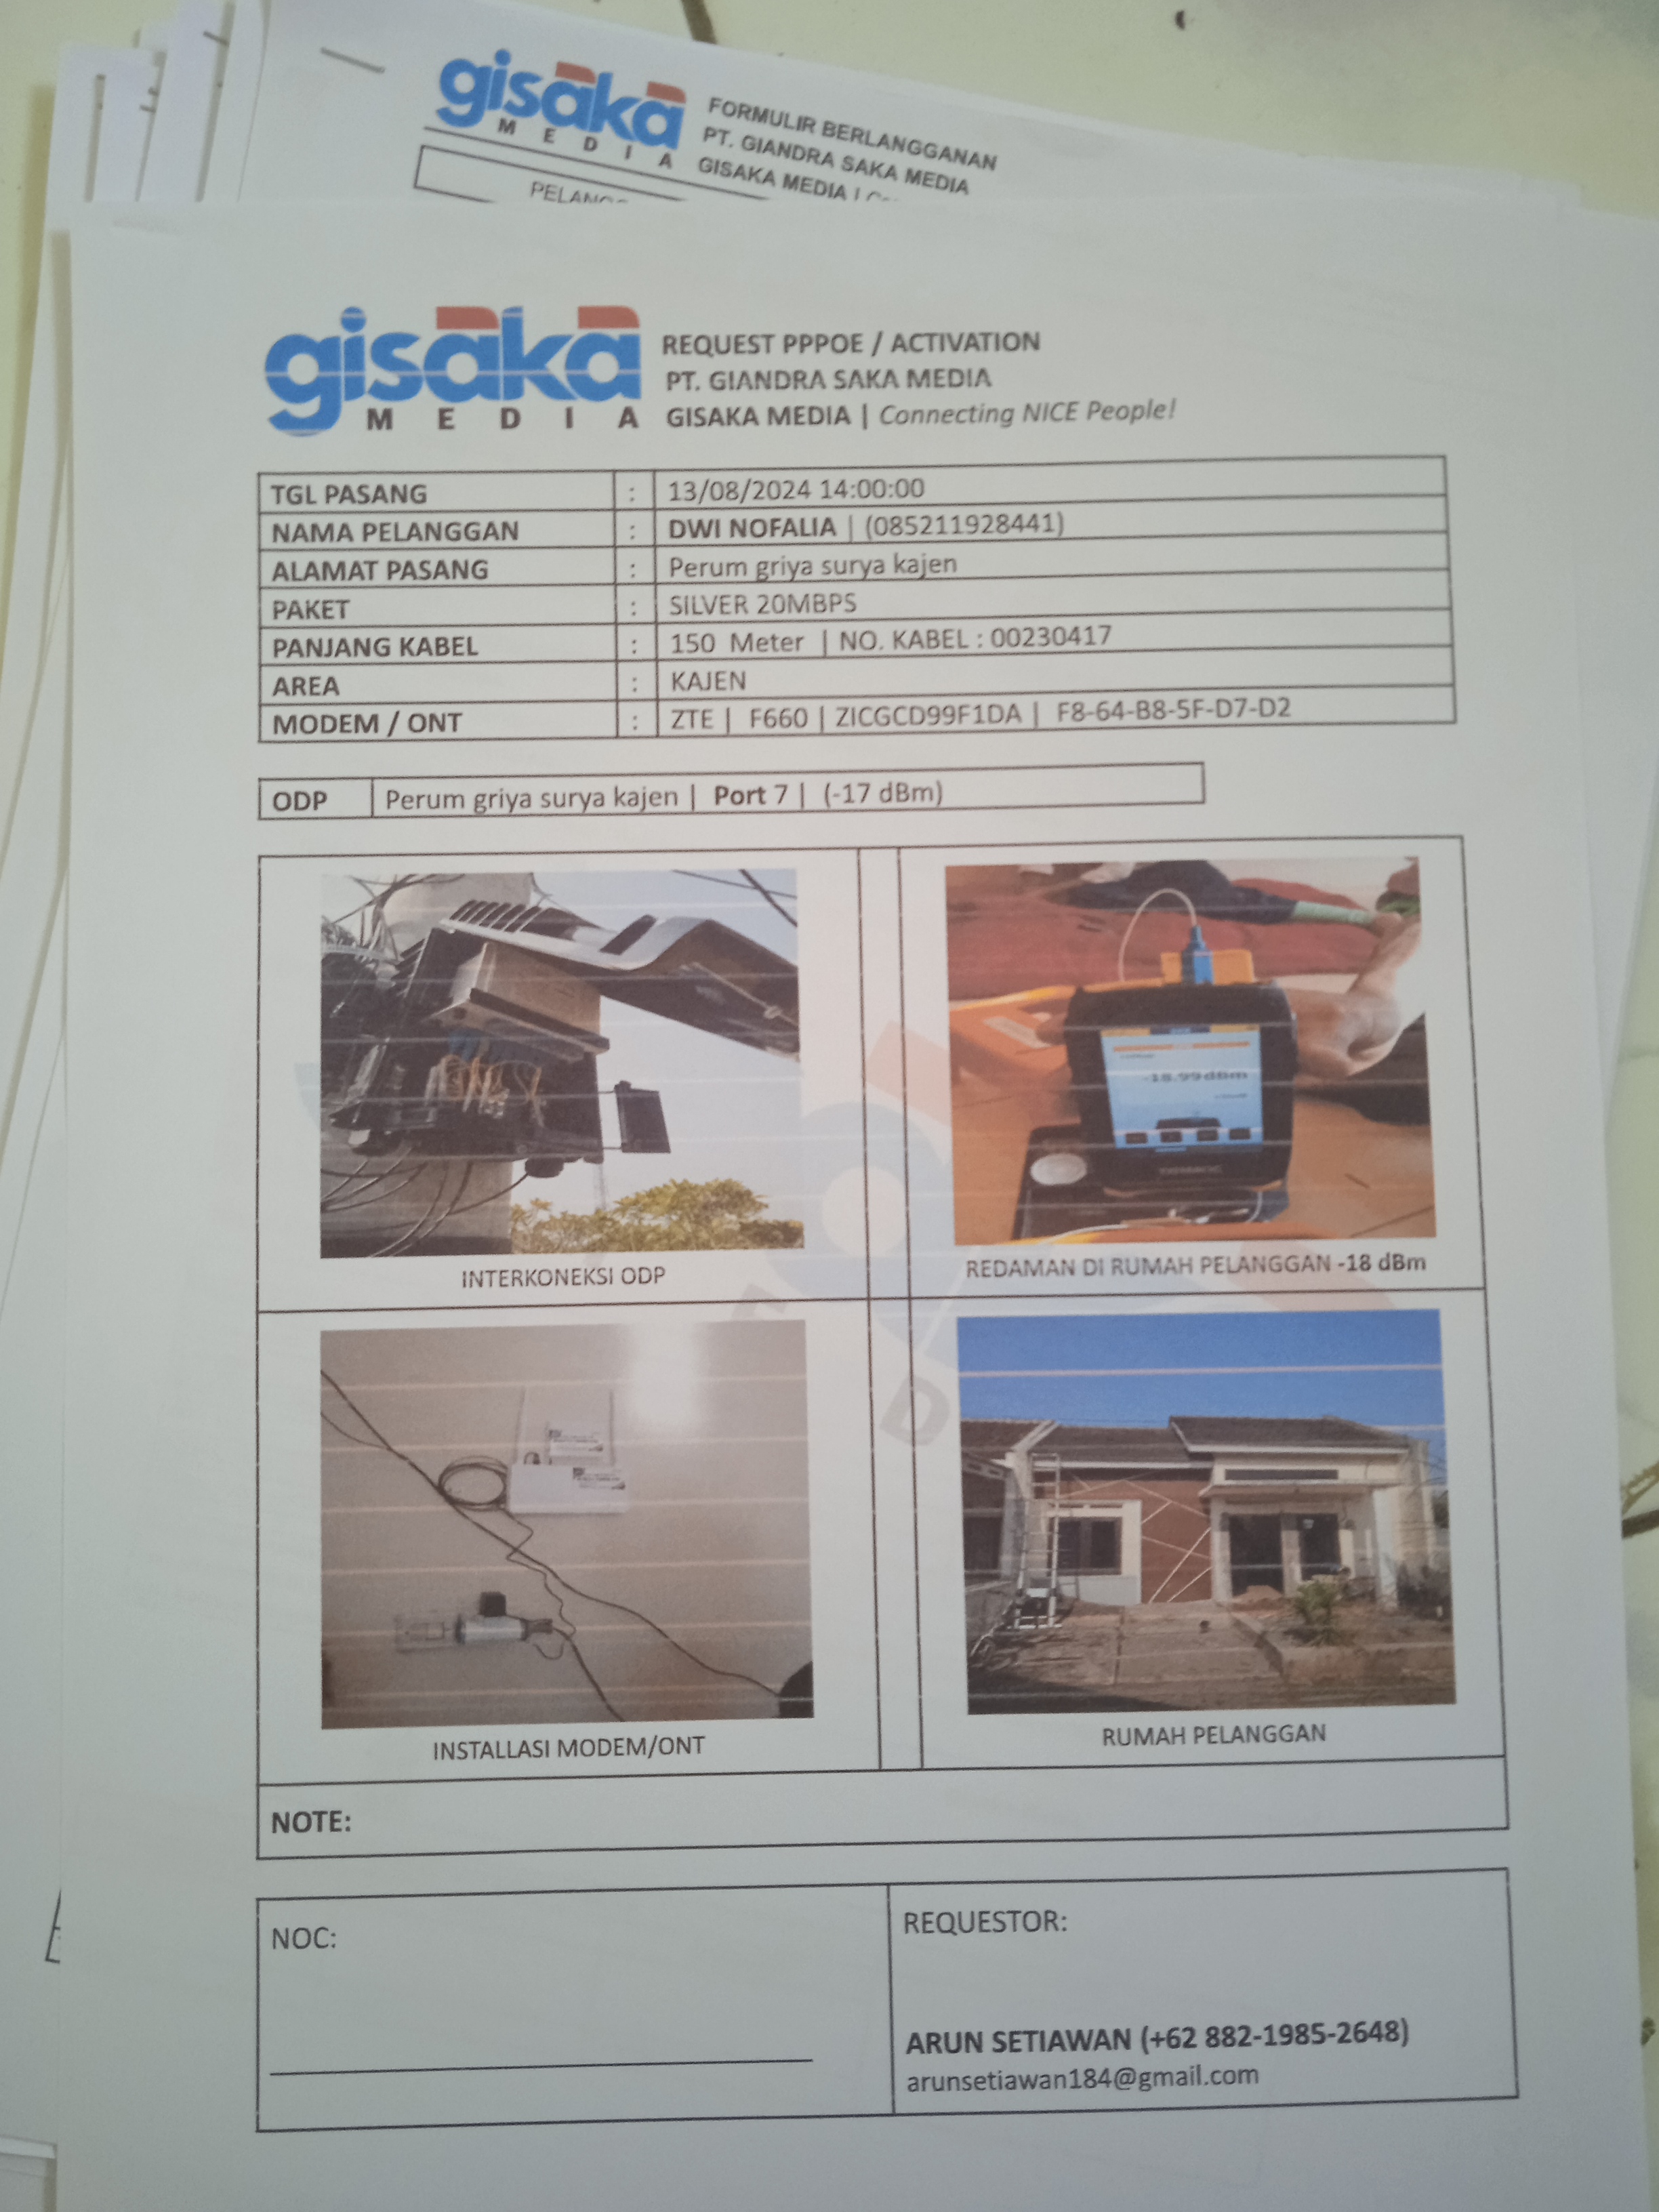 gisaka
MEDIA
FORMULIR BERLANGGANAN
PT. GIANDRA SAKA MEDIA
GISAKA MEDIA |
gisaka
MEDIA
REQUEST PPPOE / ACTIVATION
PT. GIANDRA SAKA MEDIA
GISAKA MEDIA | Connecting NICE People!
TGL PASANG : 13/08/2024 14:00:00
NAMA PELANGGAN : DWI NOFALIA | (085211928441)
ALAMAT PASANG : Perum griya surya kajen
PAKET : SILVER 20MBPS
PANJANG KABEL : 150 Meter | NO. KABEL : 00230417
AREA : KAJEN
MODEM / ONT : ZTE | F660 | ZICGCD99F1DA | F8-64-B8-5F-D7-D2
ODP Perum griya surya kajen | Port 7 | (-17 dBm)
-18.99dBm
INTERKONEKSI ODP
REDAMAN DI RUMAH PELANGGAN -18 dBm
INSTALLASI MODEM/ONT
RUMAH PELANGGAN
NOTE:
NOC:
REQUESTOR:
ARUN SETIAWAN (+62 882-1985-2648)
arunsetiawan184@gmail.com